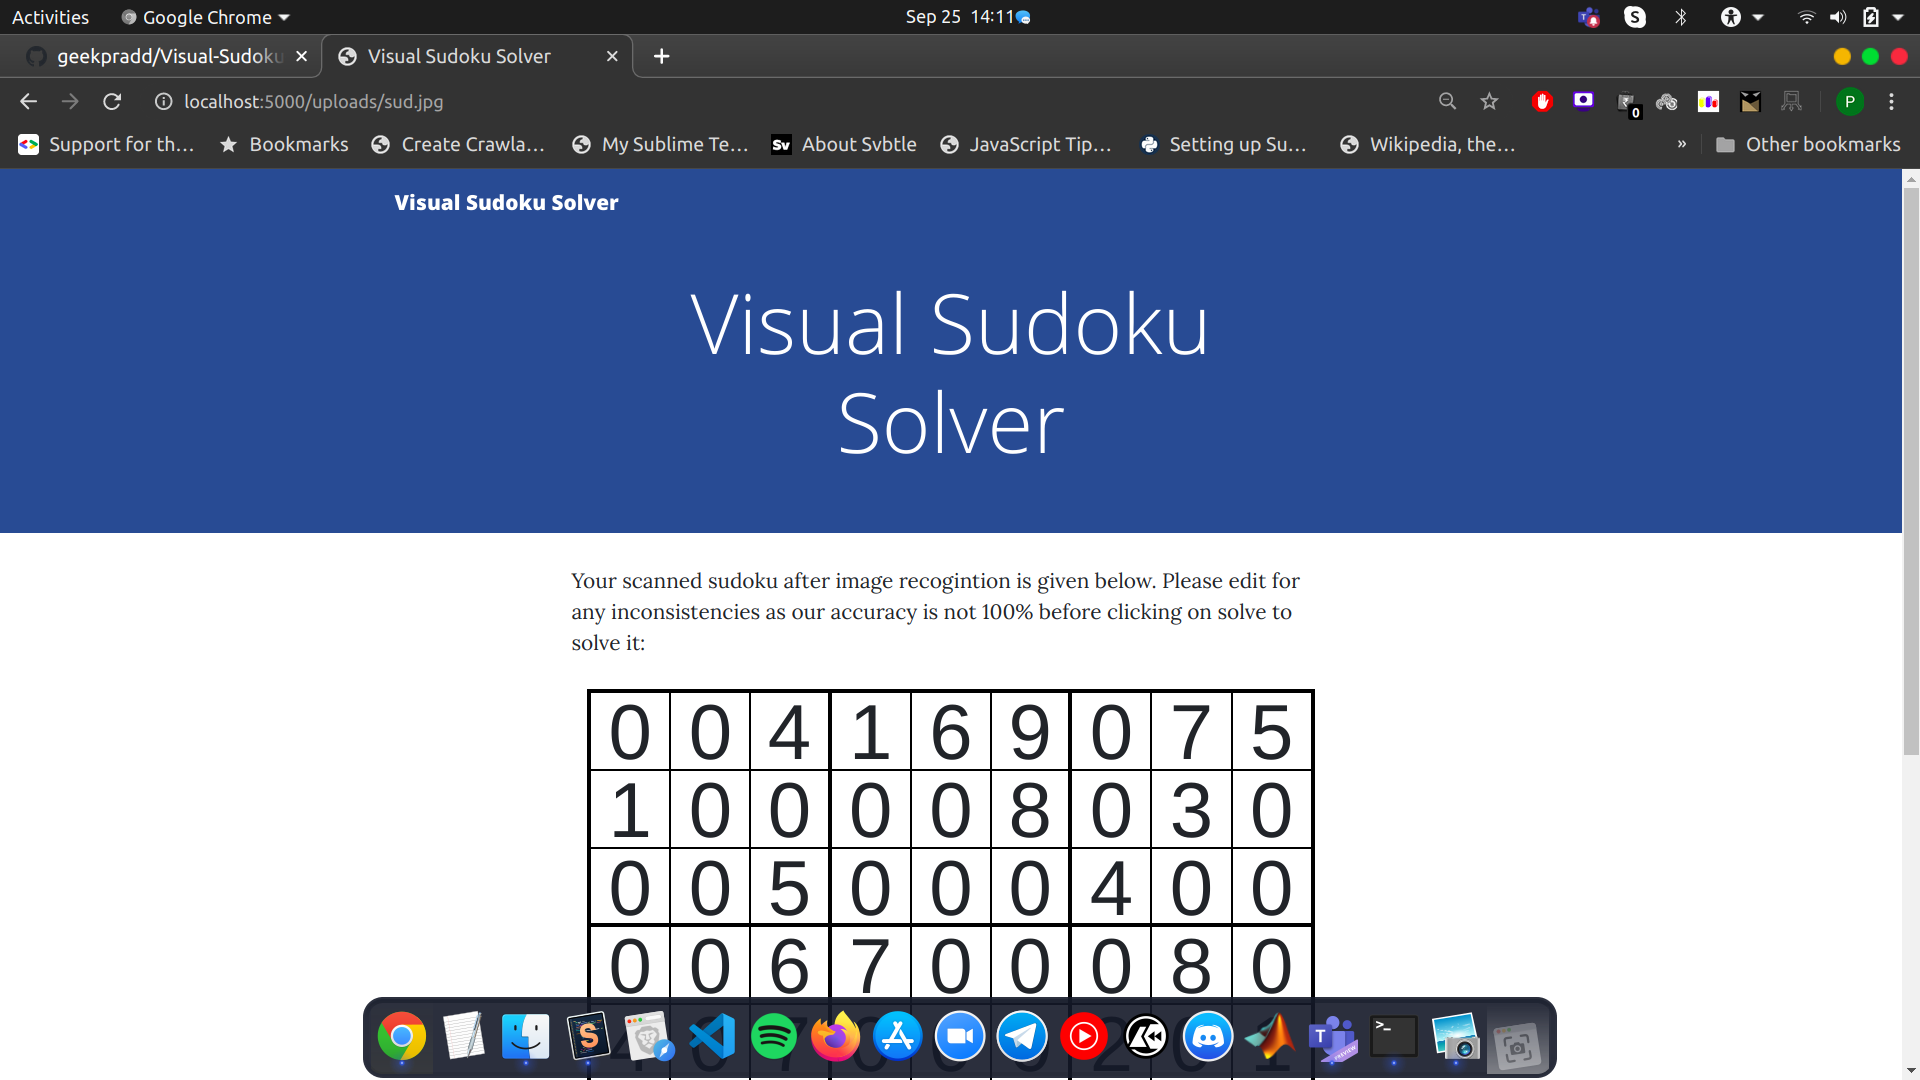 Activities
Google Chrome
Sep 25 14:11
S
geekpradd/Visual-Sudoku
Visual Sudoku Solver
localhost:5000/uploads/sud.jpg
0
P
Support for th...
Bookmarks
Create Crawla...
My Sublime Te...
Sv
About Svbtle
JavaScript Tip...
Setting up Su...
Wikipedia, the...
»
Other bookmarks
Visual Sudoku Solver
Visual Sudoku
Solver
Your scanned sudoku after image recogintion is given below. Please edit for
any inconsistencies as our accuracy is not 100% before clicking on solve to
solve it:
0 0 4 1 6 9 0 7 5
1 0 0 0 0 8 0 3 0
0 0 5 0 0 0 4 0 0
0 0 6 7 0 0 0 8 0